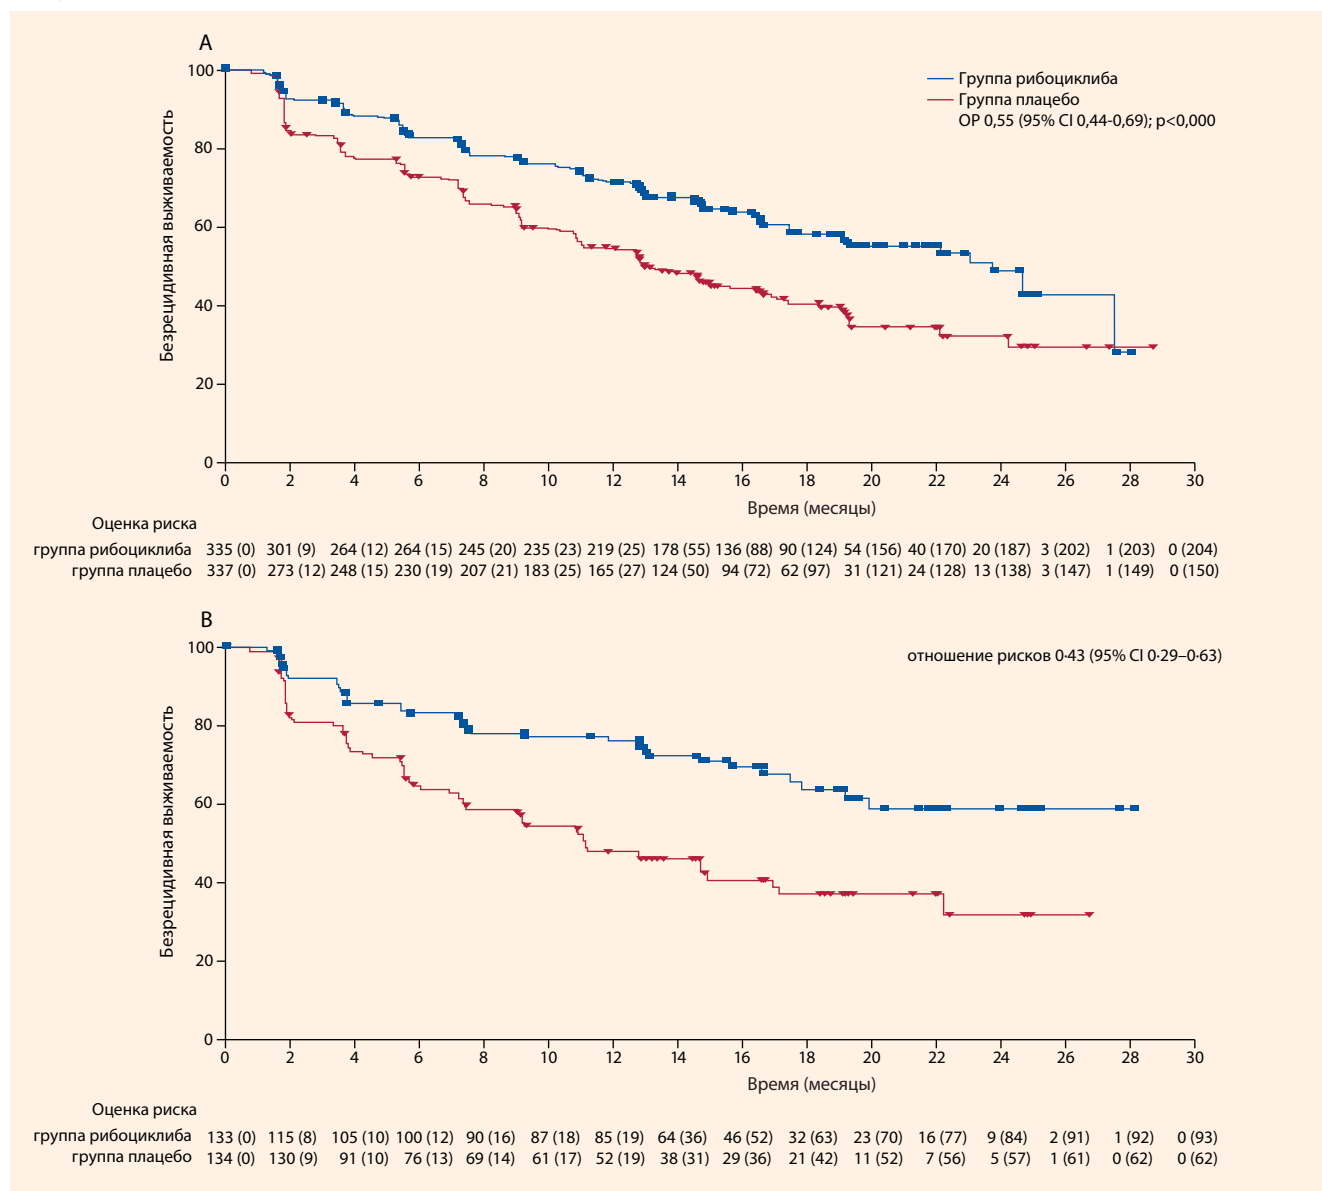 A
Группа рибоциклиба
Группа плацебо
ОР 0,55 (95% CI 0,44-0,69); p<0,000
Безрецидивная выживаемость
100
80
60
40
20
0
0 2 4 6 8 10 12 14 16 18 20 22 24 26 28 30
Время (месяцы)
Оценка риска
группа рибоциклиба 335 (0) 301 (9) 264 (12) 264 (15) 245 (20) 235 (23) 219 (25) 178 (55) 136 (88) 90 (124) 54 (156) 40 (170) 20 (187) 3 (202) 1 (203) 0 (204)
группа плацебо 337 (0) 273 (12) 248 (15) 230 (19) 207 (21) 183 (25) 165 (27) 124 (50) 94 (72) 62 (97) 31 (121) 24 (128) 13 (138) 3 (147) 1 (149) 0 (150)
B
отношение рисков 0·43 (95% CI 0·29–0·63)
Безрецидивная выживаемость
100
80
60
40
20
0
0 2 4 6 8 10 12 14 16 18 20 22 24 26 28 30
Время (месяцы)
Оценка риска
группа рибоциклиба 133 (0) 115 (8) 105 (10) 100 (12) 90 (16) 87 (18) 85 (19) 64 (36) 46 (52) 32 (63) 23 (70) 16 (77) 9 (84) 2 (91) 1 (92) 0 (93)
группа плацебо 134 (0) 130 (9) 91 (10) 76 (13) 69 (14) 61 (17) 52 (19) 38 (31) 29 (36) 21 (42) 11 (52) 7 (56) 5 (57) 1 (61) 0 (62) 0 (62)